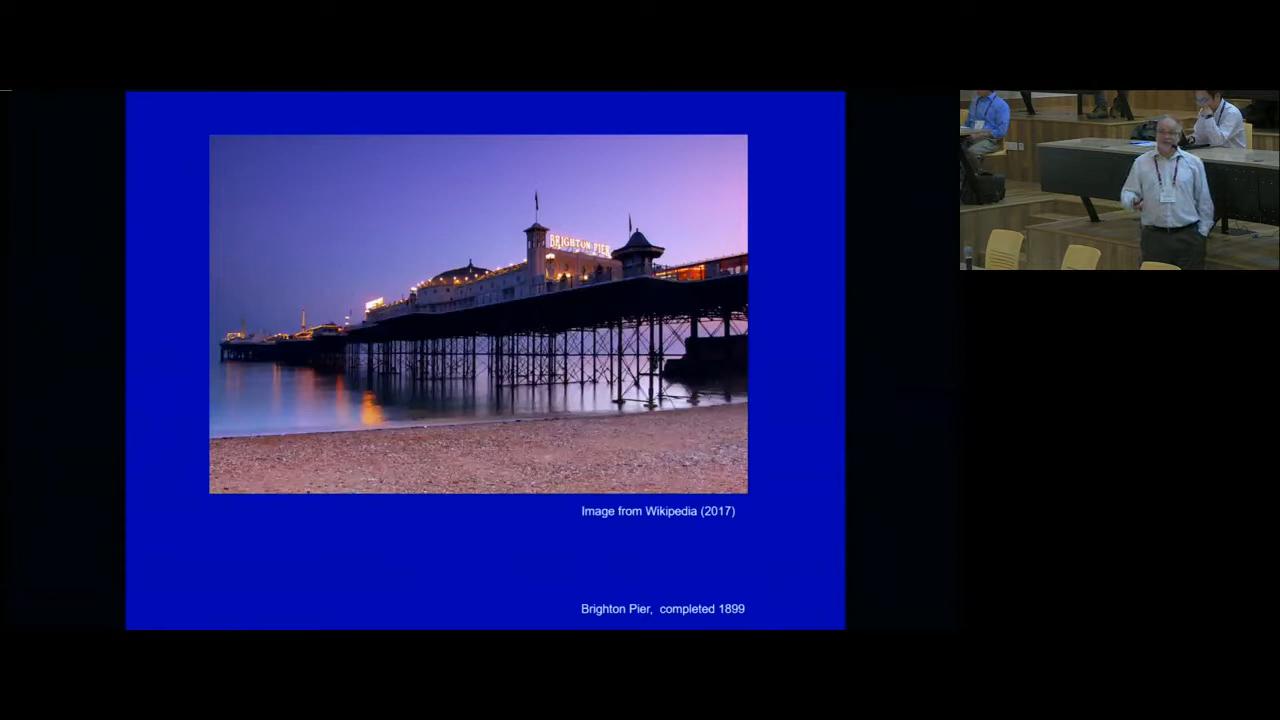 BRIGHTON PIER
Image from Wikipedia (2017)
Brighton Pier, completed 1899